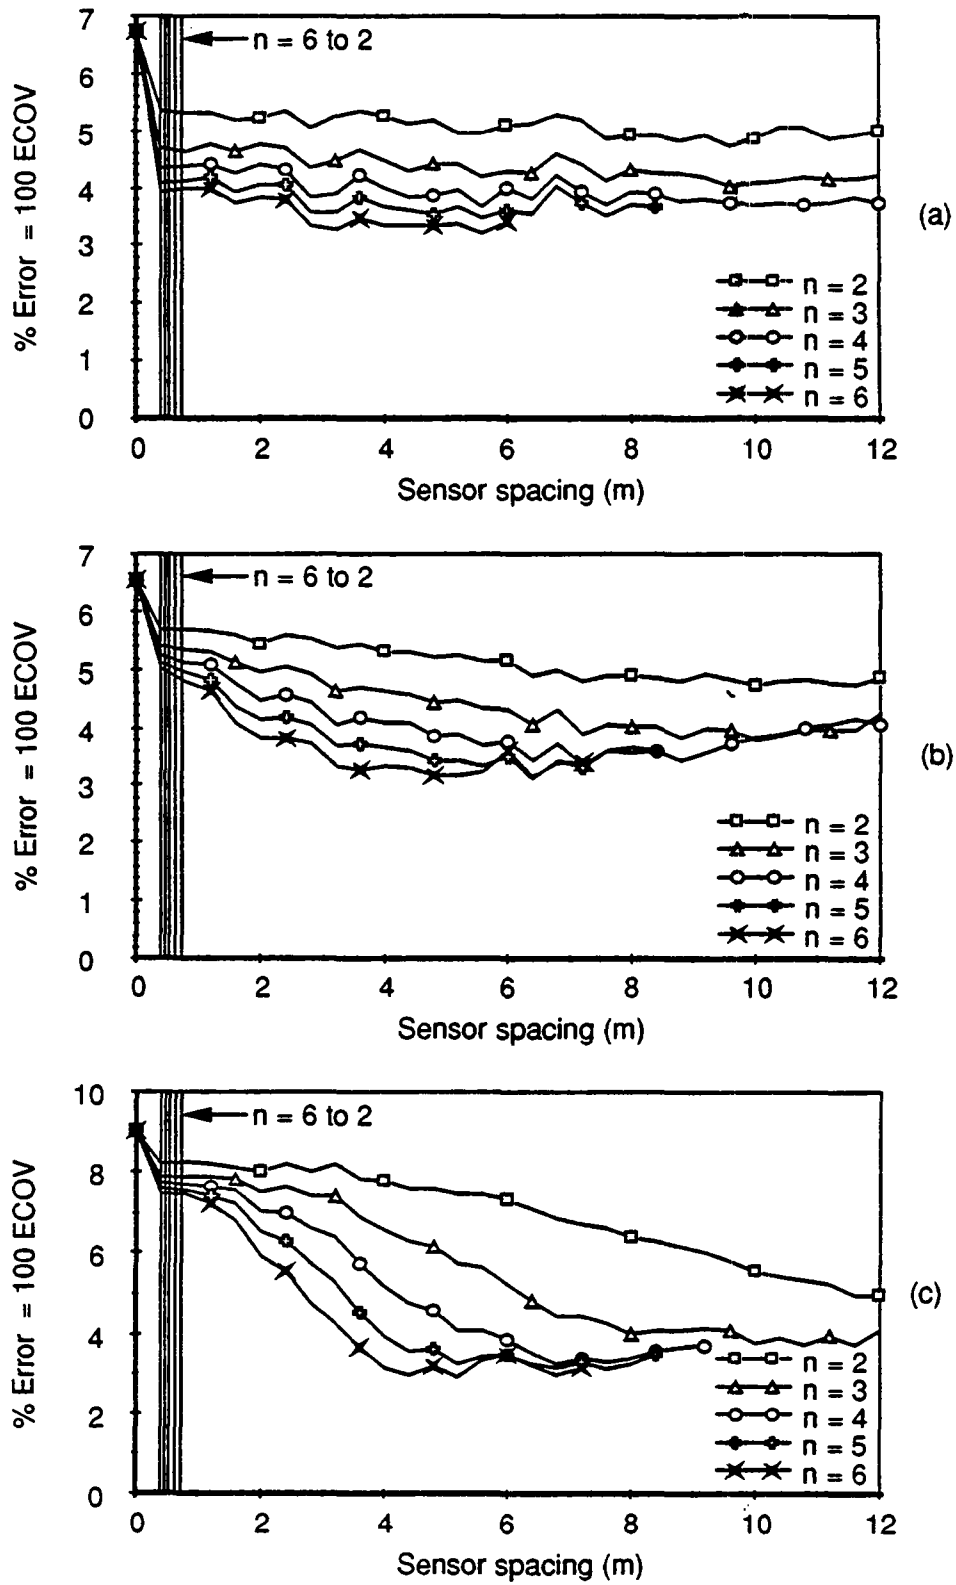 7
6
5
4
3
2
1
0
% Error = 100 ECOV
n = 6 to 2
n = 2
n = 3
n = 4
n = 5
n = 6
0 2 4 6 8 10 12
Sensor spacing (m)
(a)
7
6
5
4
3
2
1
0
% Error = 100 ECOV
n = 6 to 2
n = 2
n = 3
n = 4
n = 5
n = 6
0 2 4 6 8 10 12
Sensor spacing (m)
(b)
10
8
6
4
2
0
% Error = 100 ECOV
n = 6 to 2
n = 2
n = 3
n = 4
n = 5
n = 6
0 2 4 6 8 10 12
Sensor spacing (m)
(c)